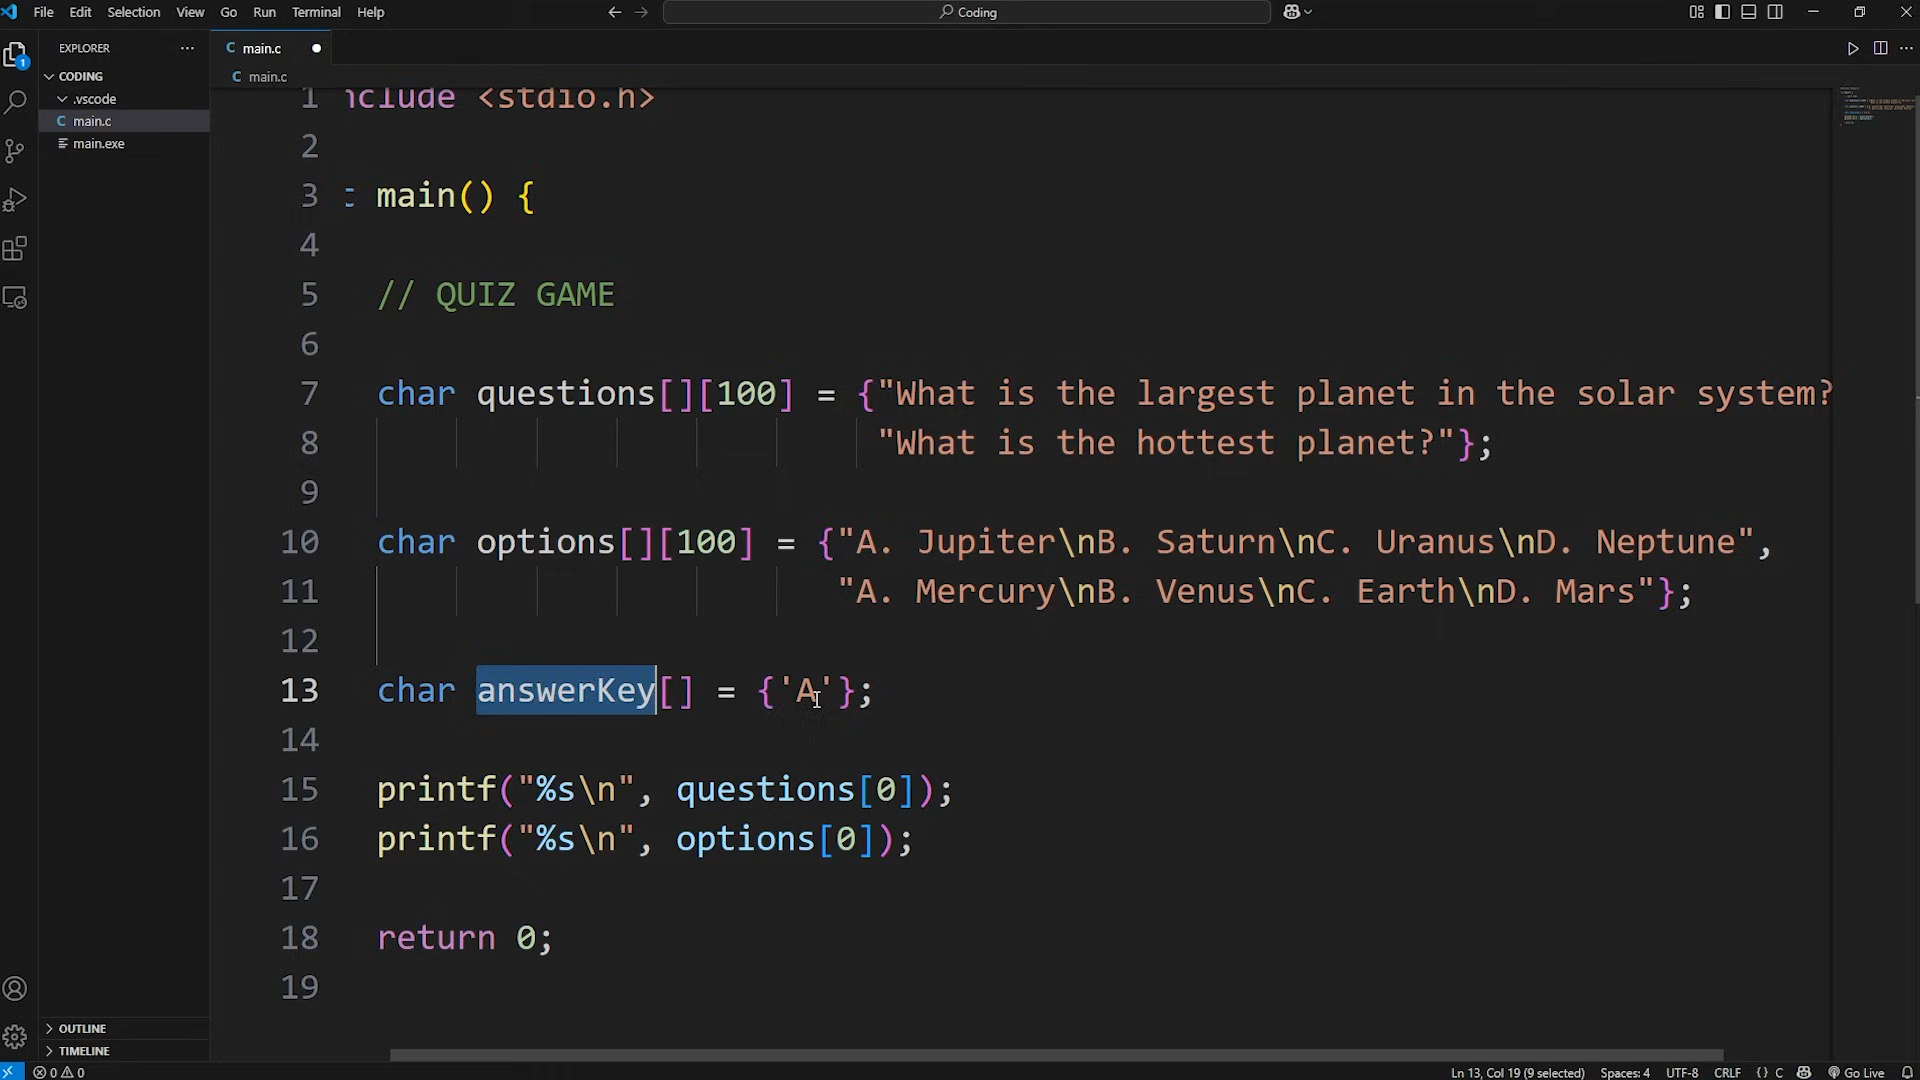 File Edit Selection View Go Run Terminal Help
Coding
EXPLORER
CODING
.vscode
main.c
main.exe
1
main.c
main.c
1 nclude <stdio.h>
2
3 main() {
4
5 // QUIZ GAME
6
7 char questions[][100] = {"What is the largest planet in the solar system?
8 "What is the hottest planet?"};
9
10 char options[][100] = {"A. Jupiter\nB. Saturn\nC. Uranus\nD. Neptune",
11 "A. Mercury\nB. Venus\nC. Earth\nD. Mars"};
12
13 char answerKey[] = {'A'};
14
15 printf("%s\n", questions[0]);
16 printf("%s\n", options[0]);
17
18 return 0;
19
OUTLINE
TIMELINE
0 0
Ln 13, Col 19 (9 selected) Spaces: 4 UTF-8 CRLF {} C Go Live